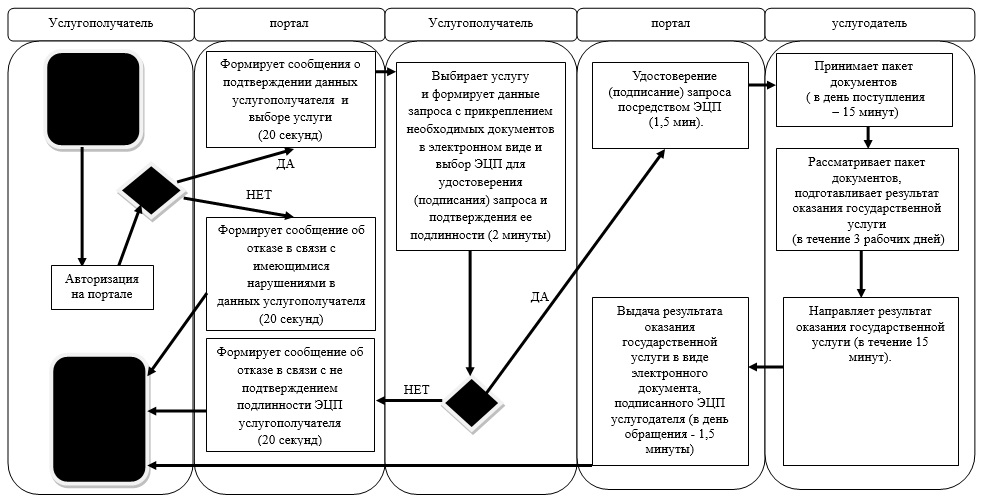 Услугополучатель
портал
Услугополучатель
портал
услугодатель
Авторизация
на портале
Формирует сообщения о
подтверждении данных
услугополучателя и
выборе услуги
(20 секунд)
ДА
НЕТ
Формирует сообщение об
отказе в связи с
имеющимися
нарушениями в
данных услугополучателя
(20 секунд)
Формирует сообщение об
отказе в связи с не
подтверждением
подлинности ЭЦП
услугополучателя
(20 секунд)
Выбирает услугу
и формирует данные
запроса с прикреплением
необходимых документов
в электронном виде и
выбор ЭЦП для
удостоверения
(подписания) запроса и
подтверждения ее
подлинности (2 минуты)
НЕТ
ДА
Удостоверение
(подписание) запроса
посредством ЭЦП
(1,5 мин).
Выдача результата
оказания
государственной
услуги в виде
электронного
документа,
подписанного ЭЦП
услугодателя (в день
обращения - 1,5
минуты)
Принимает пакет
документов
( в день поступления
– 15 минут)
Рассматривает пакет
документов,
подготавливает результат
оказания государственной
услуги
(в течение 3 рабочих дней)
Направляет результат
оказания государственной
услуги (в течение 15
минут).